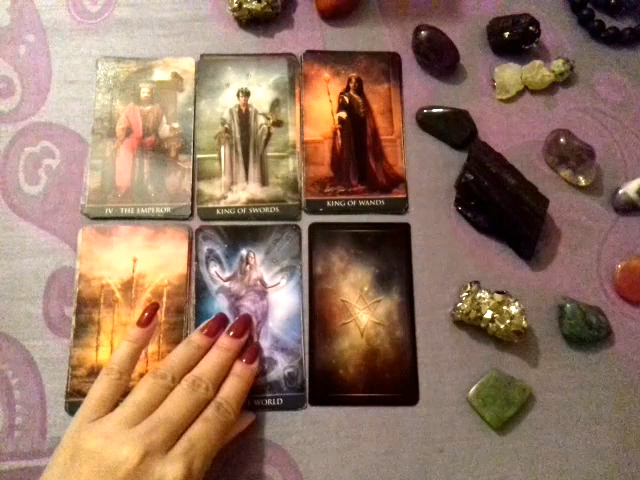 IV THE EMPEROR
KING OF SWORDS
KING OF WANDS
WORLD